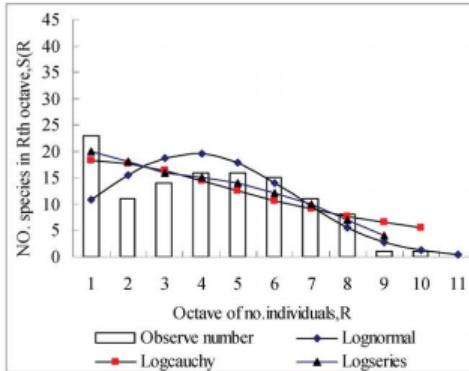 NO. species in Rth octave,S(R
45
40
35
30
25
20
15
10
5
0
1 2 3 4 5 6 7 8 9 10 11
Octave of no.individuals,R
Observe number Lognormal
Logcauchy Logseries